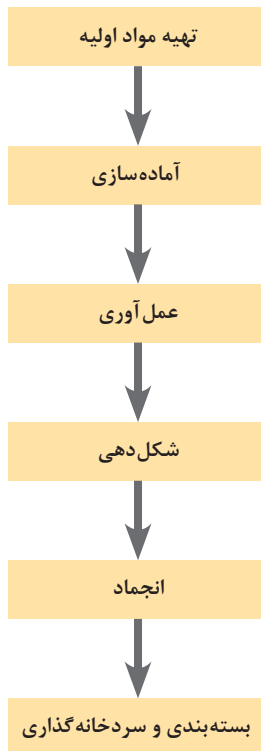 تهیه مواد اولیه
آماده‌سازی
عمل‌آوری
شکل‌دهی
انجماد
بسته‌بندی و سردخانه‌گذاری